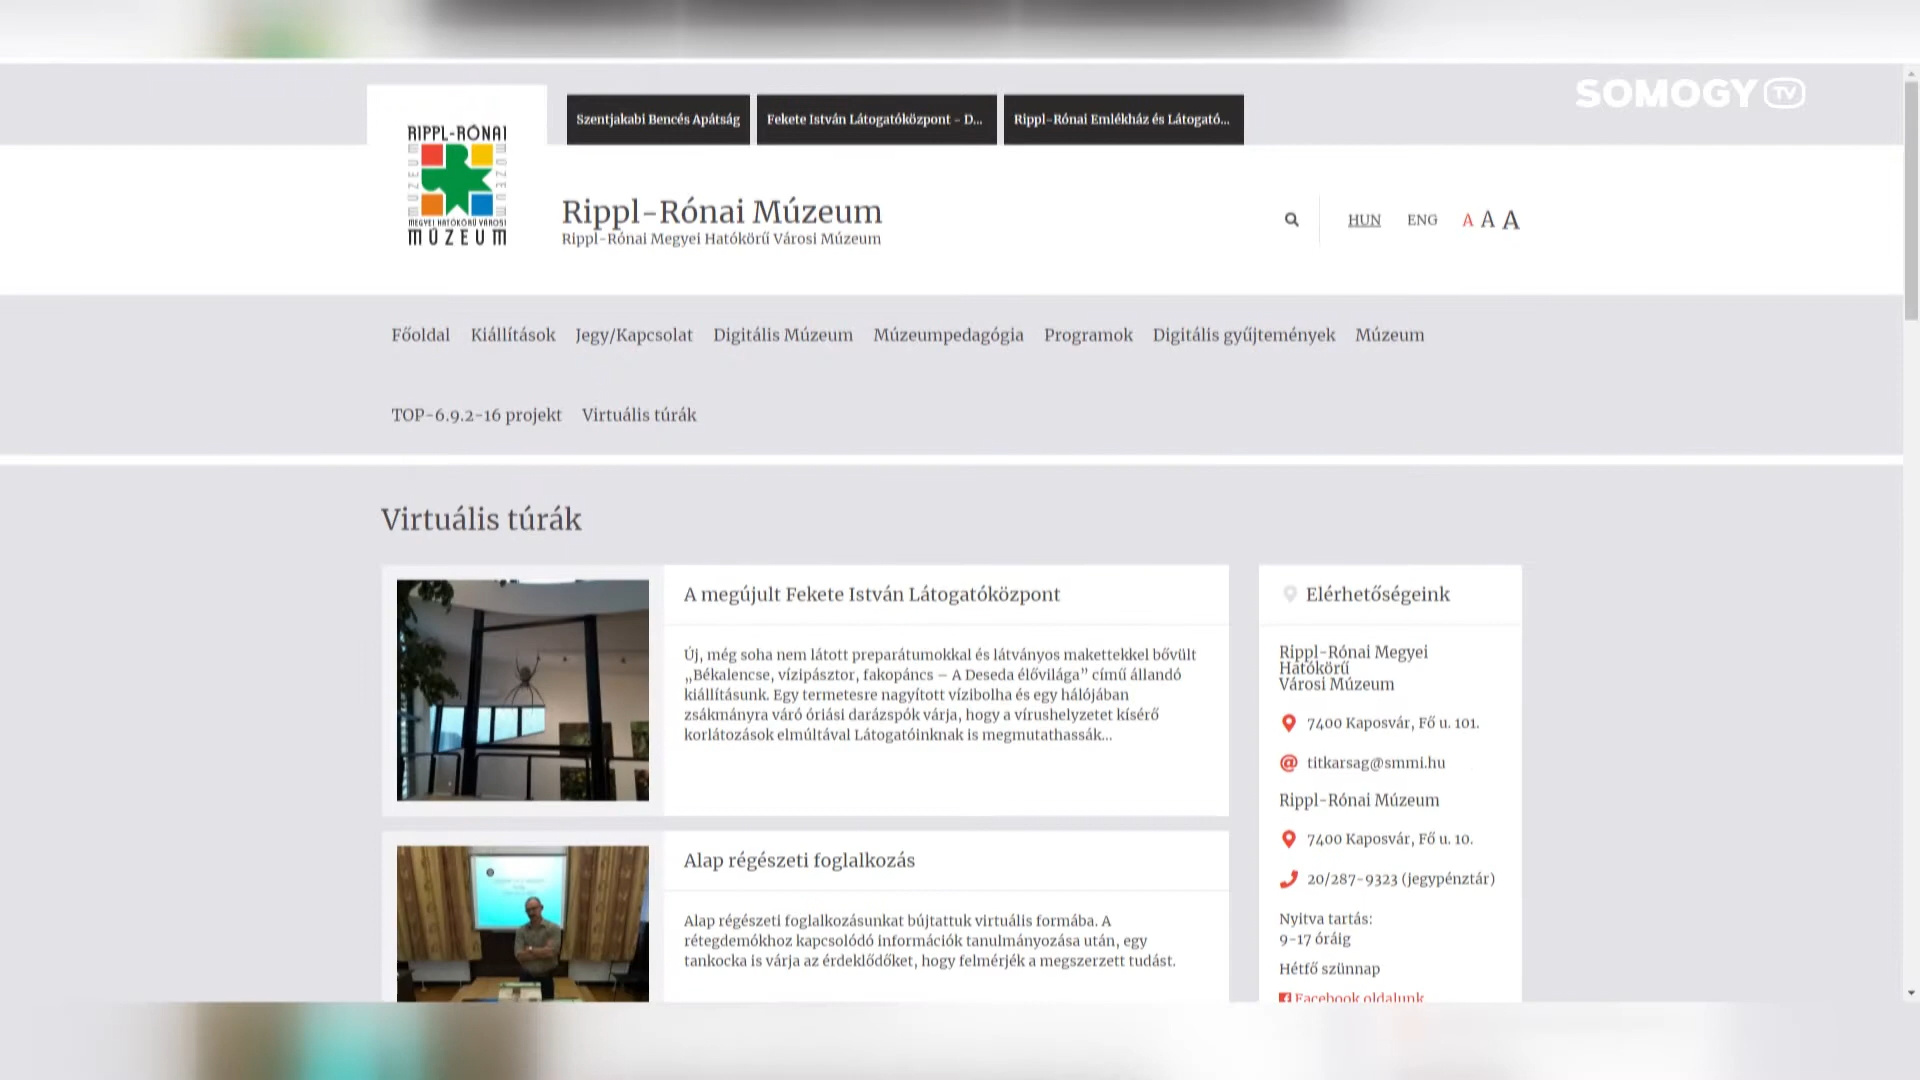 SOMOGY TV
Szentjakabi Bencés Apátság
Fekete István Látogatóközpont - D...
Rippl-Rónai Emlékház és Látogató...
RIPPL-RÓNAI
MEGYEI HATÓKÖRŰ VÁROSI
MÚZEUM
Rippl-Rónai Múzeum
Rippl-Rónai Megyei Hatókörű Városi Múzeum
HUN ENG A A A
Főoldal Kiállítások Jegy/Kapcsolat Digitális Múzeum Múzeumpedagógia Programok Digitális gyűjtemények Múzeum
TOP-6.9.2-16 projekt Virtuális túrák
Virtuális túrák
A megújult Fekete István Látogatóközpont
Új, még soha nem látott preparátumokkal és látványos makettekkel bővült
„Békalencse, vízipásztor, fakopáncs – A Deseda élővilága” című állandó
kiállításunk. Egy termetesre nagyított vízibolha és egy hálójában
zsákmányra váró óriási darázspók várja, hogy a vírushelyzetet kísérő
korlátozások elmúltával Látogatóinknak is megmutathassák...
Alap régészeti foglalkozás
Alap régészeti foglalkozásunkat bújtattuk virtuális formába. A
rétegdemókhoz kapcsolódó információk tanulmányozása után, egy
tankocka is várja az érdeklődőket, hogy felmérjék a megszerzett tudást.
Elérhetőségeink
Rippl-Rónai Megyei
Hatókörű
Városi Múzeum
7400 Kaposvár, Fő u. 101.
titkarsag@smmi.hu
Rippl-Rónai Múzeum
7400 Kaposvár, Fő u. 10.
20/287-9323 (jegypénztár)
Nyitva tartás:
9-17 óráig
Hétfő szünnap
Facebook oldalunk